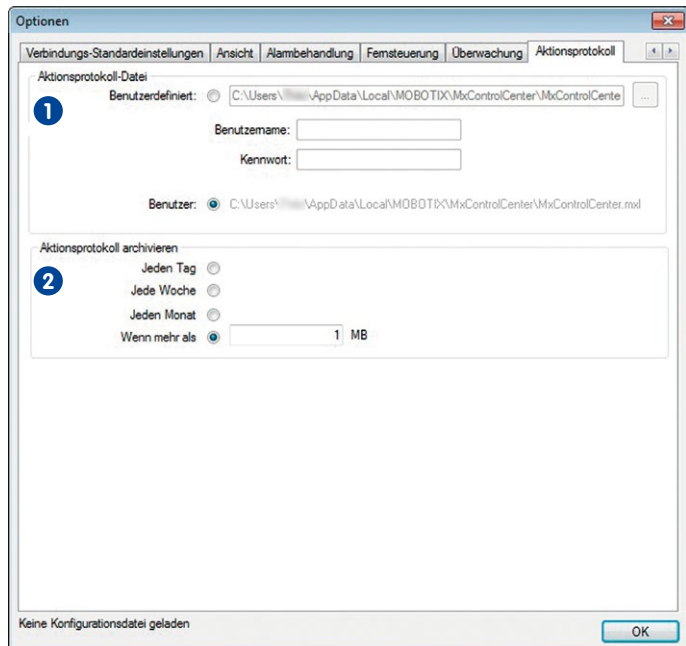 Optionen
Verbindungs-Standardeinstellungen Ansicht Alarmbehandlung Fernsteuerung Überwachung Aktionsprotokoll
Aktionsprotokoll-Datei
1
Benutzerdefiniert: C:\Users\ \AppData\Local\MOBOTIX\MxControlCenter\MxControlCente ...
Benutzername:
Kennwort:
Benutzer: C:\Users\ \AppData\Local\MOBOTIX\MxControlCenter\MxControlCenter.mxl
Aktionsprotokoll archivieren
2
Jeden Tag
Jede Woche
Jeden Monat
Wenn mehr als 1 MB
Keine Konfigurationsdatei geladen
OK